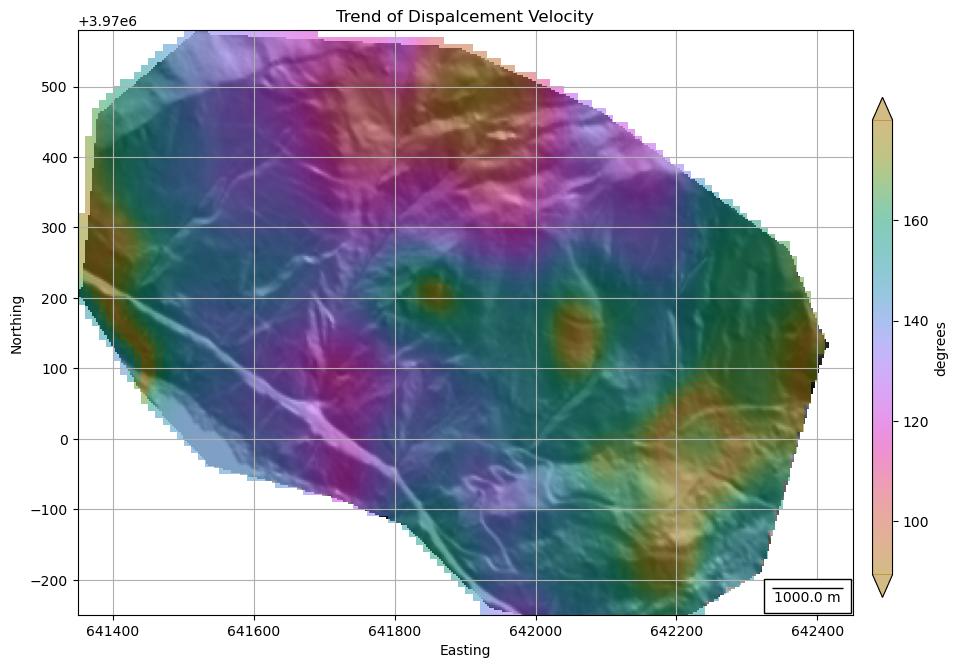 Trend of Dispalcement Velocity
+3.97e6
500
400
300
200
100
0
−100
−200
Northing
641400 641600 641800 642000 642200 642400
Easting
1000.0 m
160
140
120
100
degrees